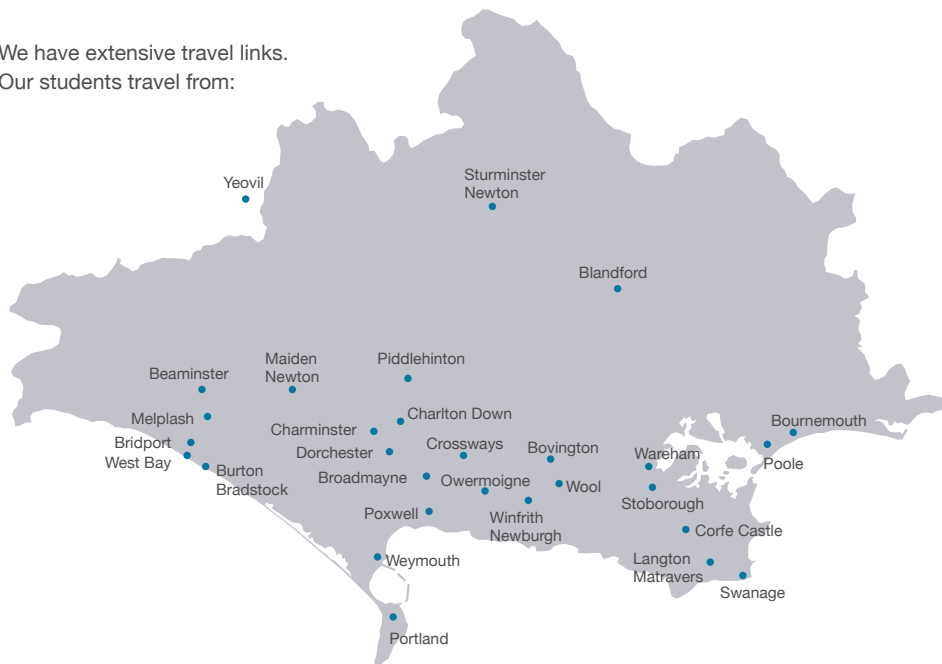 We have extensive travel links.
Our students travel from:
Yeovil
Sturminster
Newton
Blandford
Beaminster
Maiden
Newton
Piddlehinton
Melplash
Charlton Down
Bridport
Charminster
West Bay
Dorchester
Crossways
Bovington
Wareham
Bournemouth
Poole
Burton
Bradstock
Broadmayne
Owermoigne
Wool
Stoborough
Poxwell
Winfrith
Newburgh
Corfe Castle
Weymouth
Langton
Matravers
Swanage
Portland